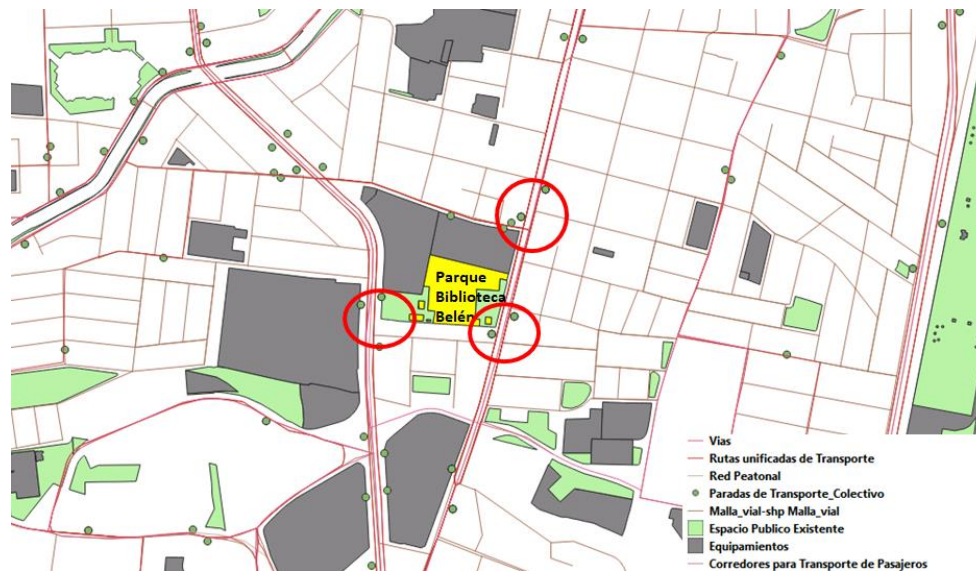 Parque
Biblioteca
Belén
Vias
Rutas unificadas de Transporte
Red Peatonal
Paradas de Transporte_Colectivo
Malla_vial-shp Malla_vial
Espacio Publico Existente
Equipamientos
Corredores para Transporte de Pasajeros